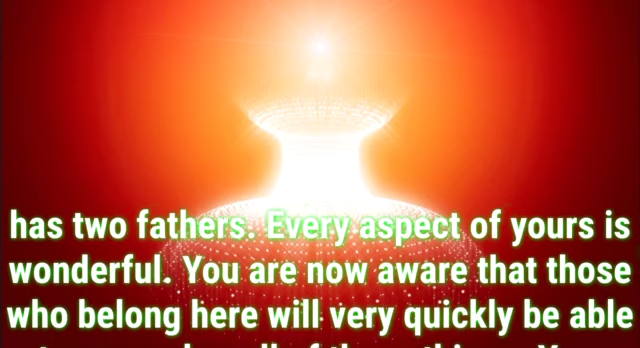 has two fathers. Every aspect of yours is
wonderful. You are now aware that those
who belong here will very quickly be able